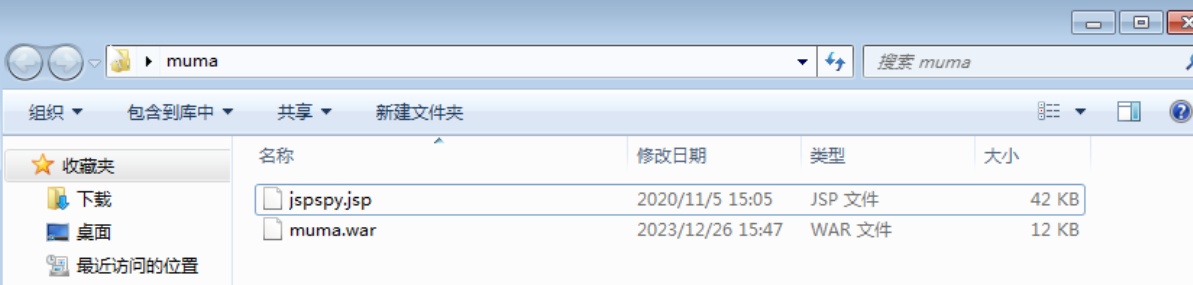 muma
搜索 muma
组织 包含到库中 共享 新建文件夹
名称 修改日期 类型 大小
收藏夹
下载
桌面
最近访问的位置
jspspy.jsp 2020/11/5 15:05 JSP 文件 42 KB
muma.war 2023/12/26 15:47 WAR 文件 12 KB